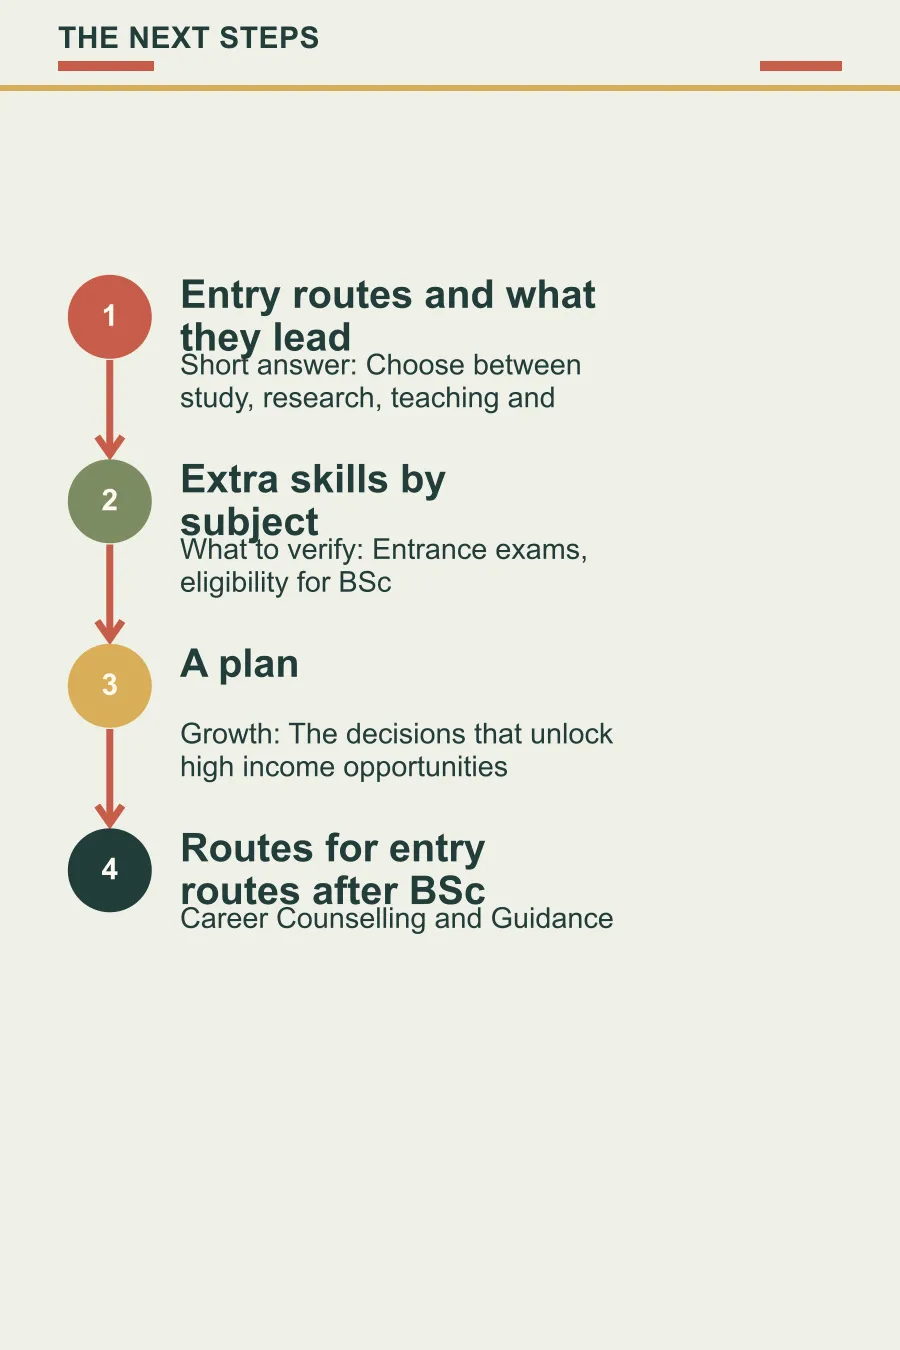 THE NEXT STEPS
1
Entry routes and what
they lead
Short answer: Choose between
study, research, teaching and
2
Extra skills by
subject
What to verify: Entrance exams,
eligibility for BSc
3
A plan
Growth: The decisions that unlock
high income opportunities
4
Routes for entry
routes after BSc
Career Counselling and Guidance